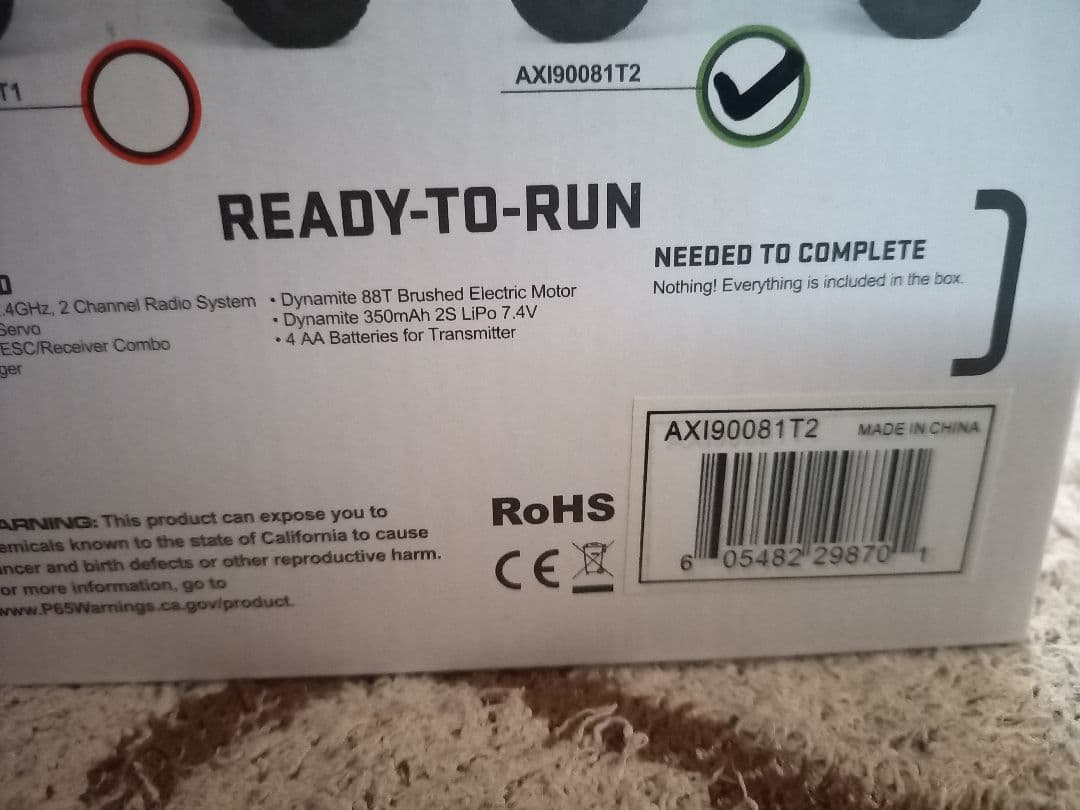 T1
AXI90081T2
READY-TO-RUN
NEEDED TO COMPLETE
Nothing! Everything is included in the box.
.4GHz, 2 Channel Radio System
Servo
ESC/Receiver Combo
ger
• Dynamite 88T Brushed Electric Motor
• Dynamite 350mAh 2S LiPo 7.4V
• 4 AA Batteries for Transmitter
AXI90081T2 MADE IN CHINA
6 05482 29870 1
ARNING: This product can expose you to
emicals known to the state of California to cause
ancer and birth defects or other reproductive harm.
or more information, go to
www.P65Warnings.ca.gov/product.
RoHS
CE